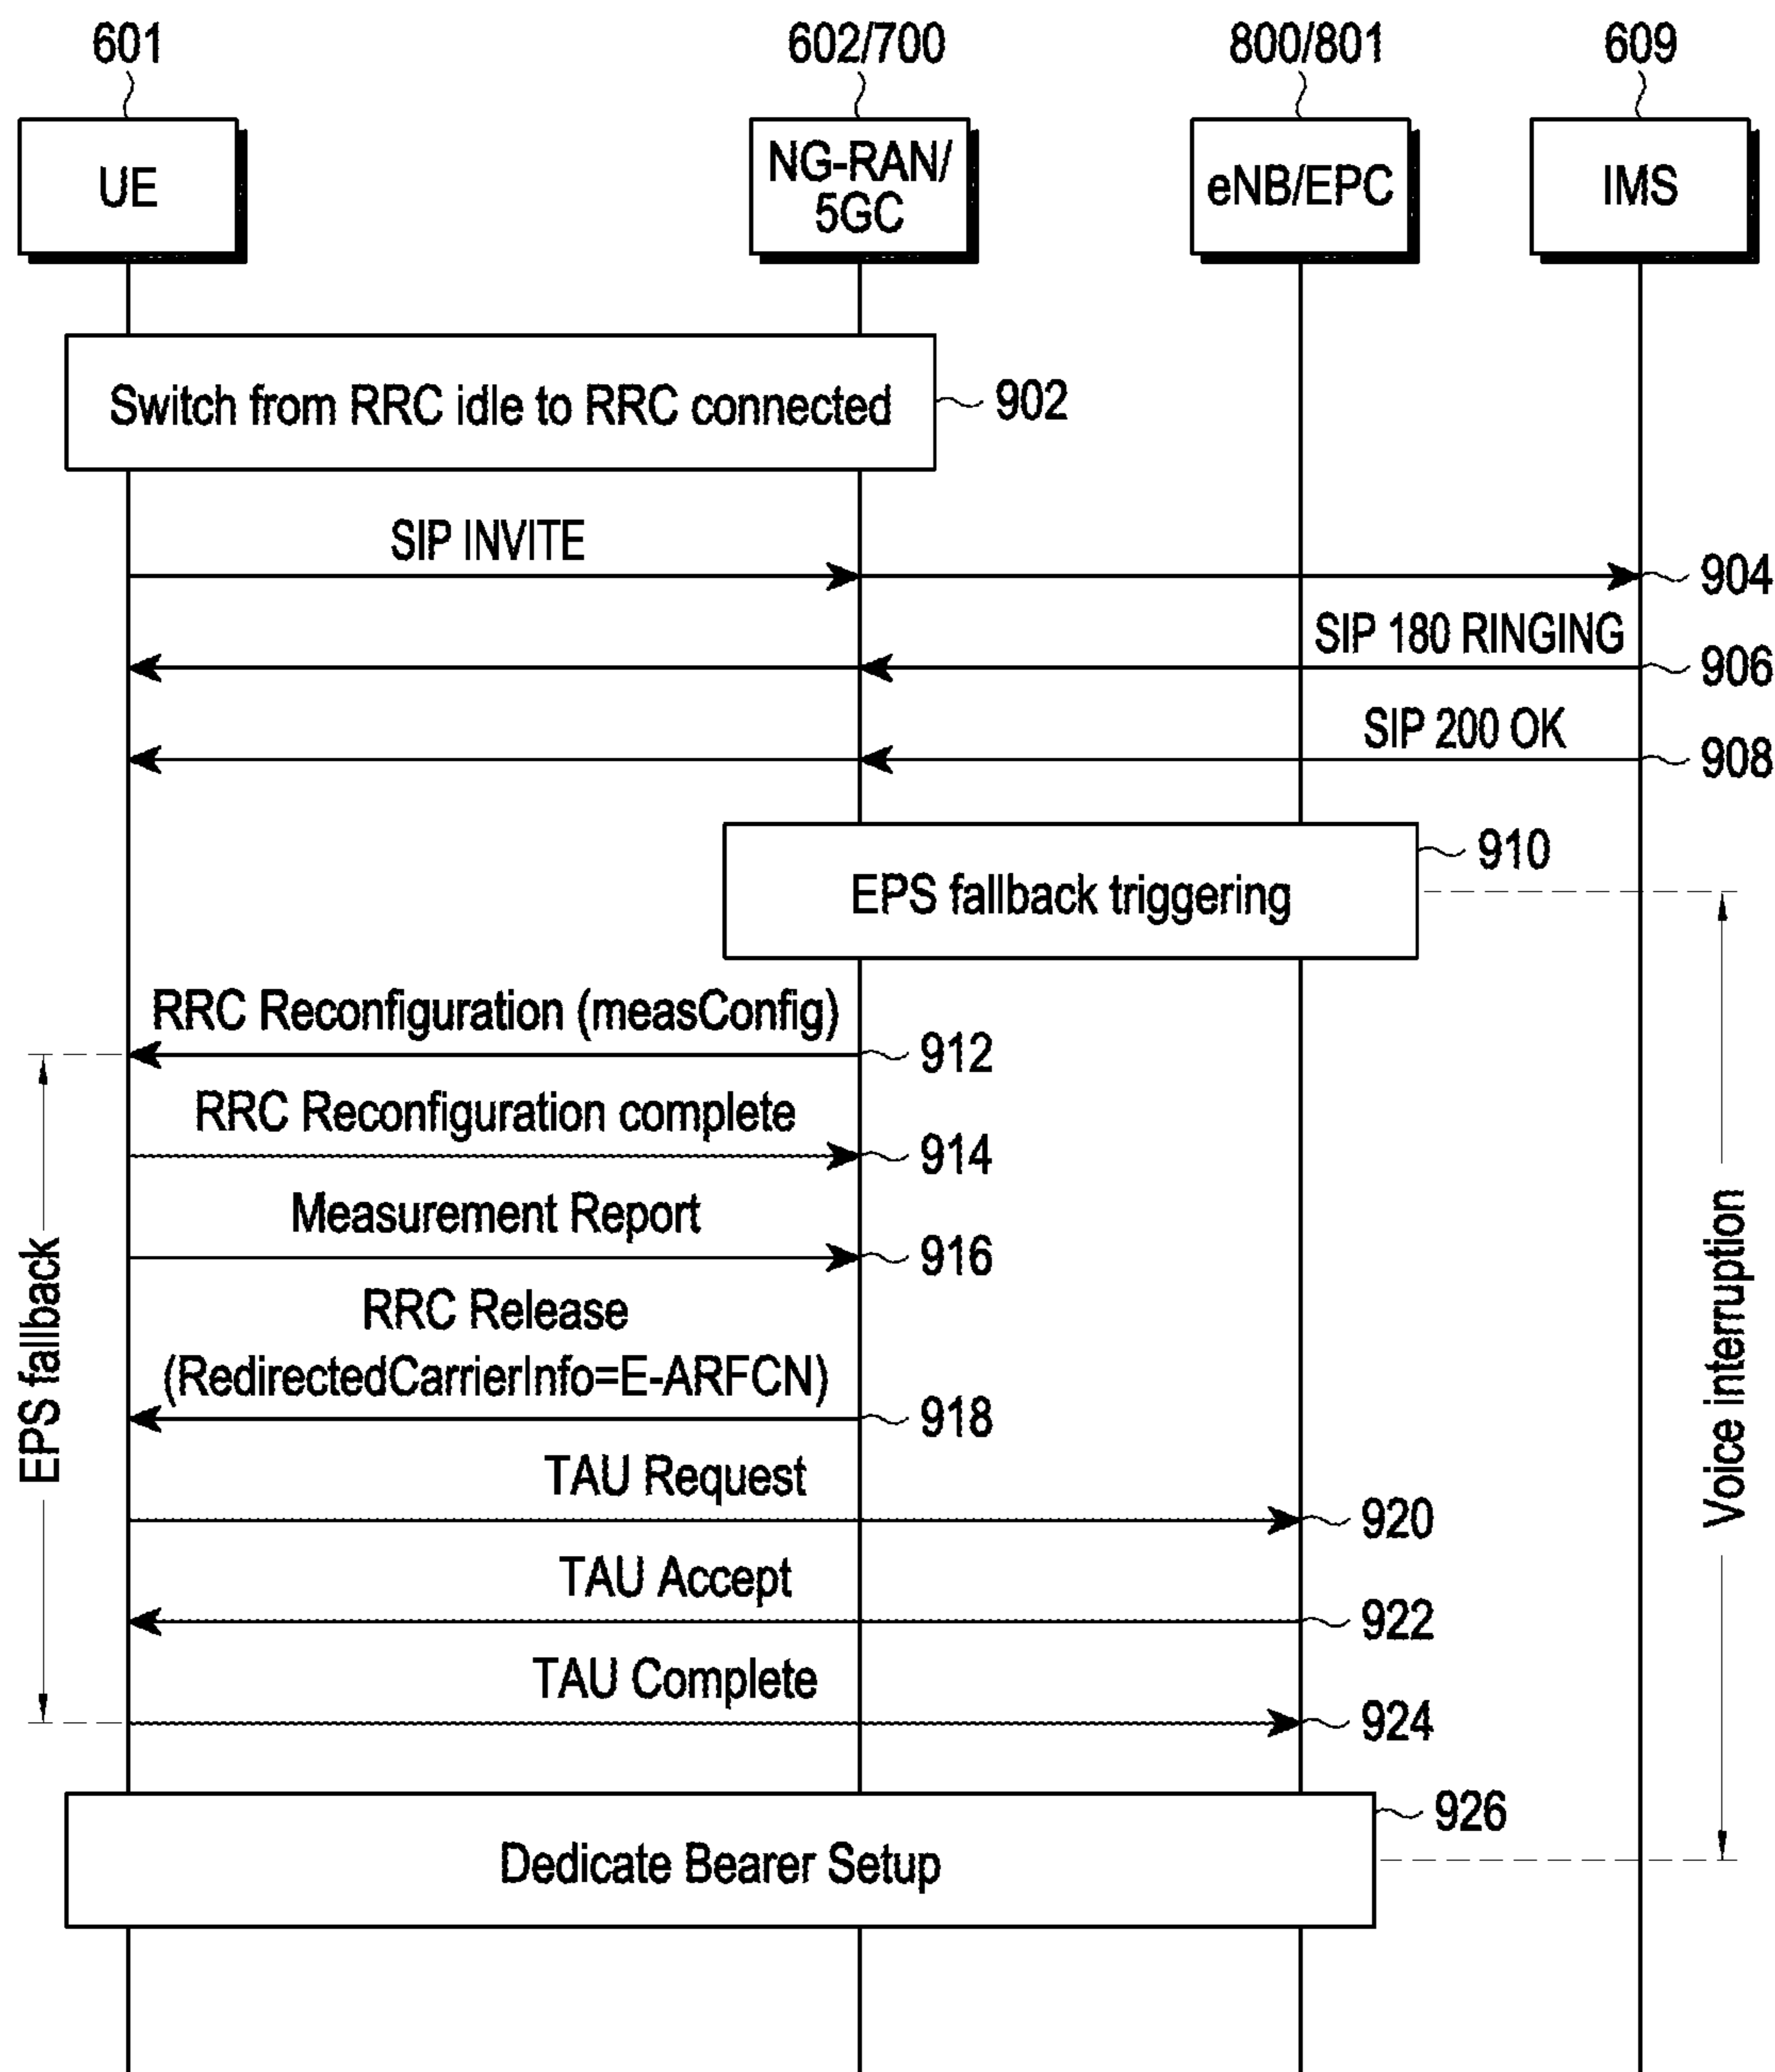 601
602/700
800/801
609
UE
NG-RAN/
5GC
eNB/EPC
IMS
Switch from RRC idle to RRC connected
902
SIP INVITE
904
SIP 180 RINGING
906
SIP 200 OK
908
EPS fallback triggering
910
RRC Reconfiguration (measConfig)
912
RRC Reconfiguration complete
914
Measurement Report
916
RRC Release
(RedirectedCarrierInfo=E-ARFCN)
918
TAU Request
920
TAU Accept
922
TAU Complete
924
EPS fallback
Voice interruption
Dedicate Bearer Setup
926